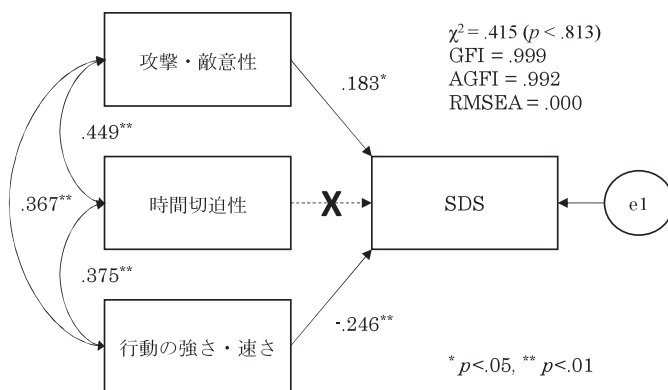 χ² = .415 (p < .813)
GFI = .999
AGFI = .992
RMSEA = .000
攻撃・敵意性
.183*
.449**
.367**
時間切迫性
X
SDS
e1
.375**
行動の強さ・速さ
-.246**
* p<.05, ** p<.01